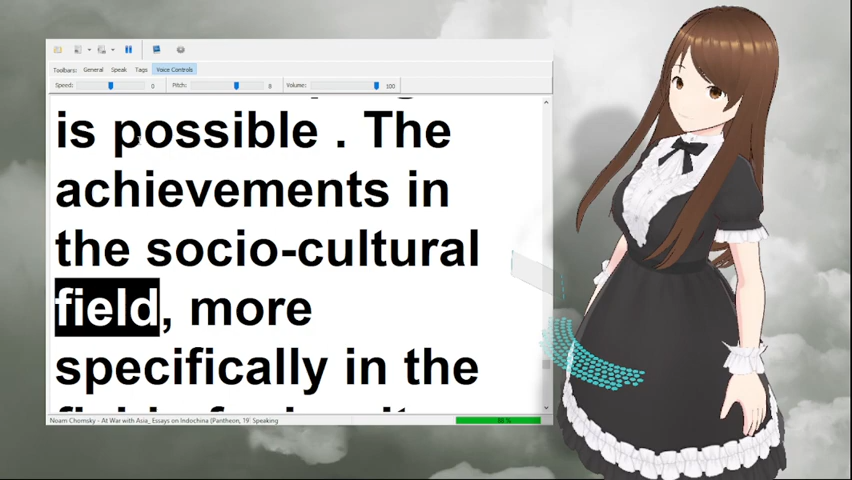 Toolbars: General Speak Tags Voice Controls
Speed: 0 Pitch: 8 Volume: 100
is possible . The
achievements in
the socio-cultural
field, more
specifically in the
Noam Chomsky - At War with Asia_ Essays on Indochina (Pantheon, 19 Speaking